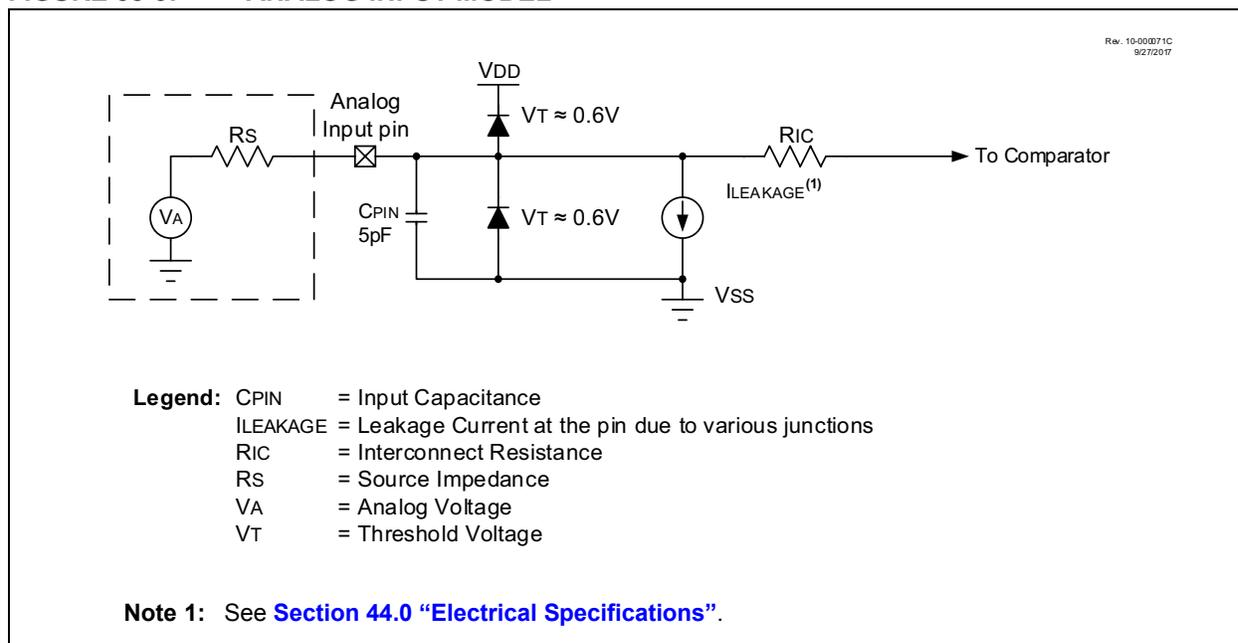 Rev. 10-000071C
9/27/2017
VDD
Analog
Input pin
VT ≈ 0.6V
RS
RIC
To Comparator
ILEAKAGE(1)
VA
CPIN
5pF
VT ≈ 0.6V
VSS
Legend: CPIN = Input Capacitance
ILEAKAGE = Leakage Current at the pin due to various junctions
RIC = Interconnect Resistance
RS = Source Impedance
VA = Analog Voltage
VT = Threshold Voltage
Note 1: See Section 44.0 “Electrical Specifications”.